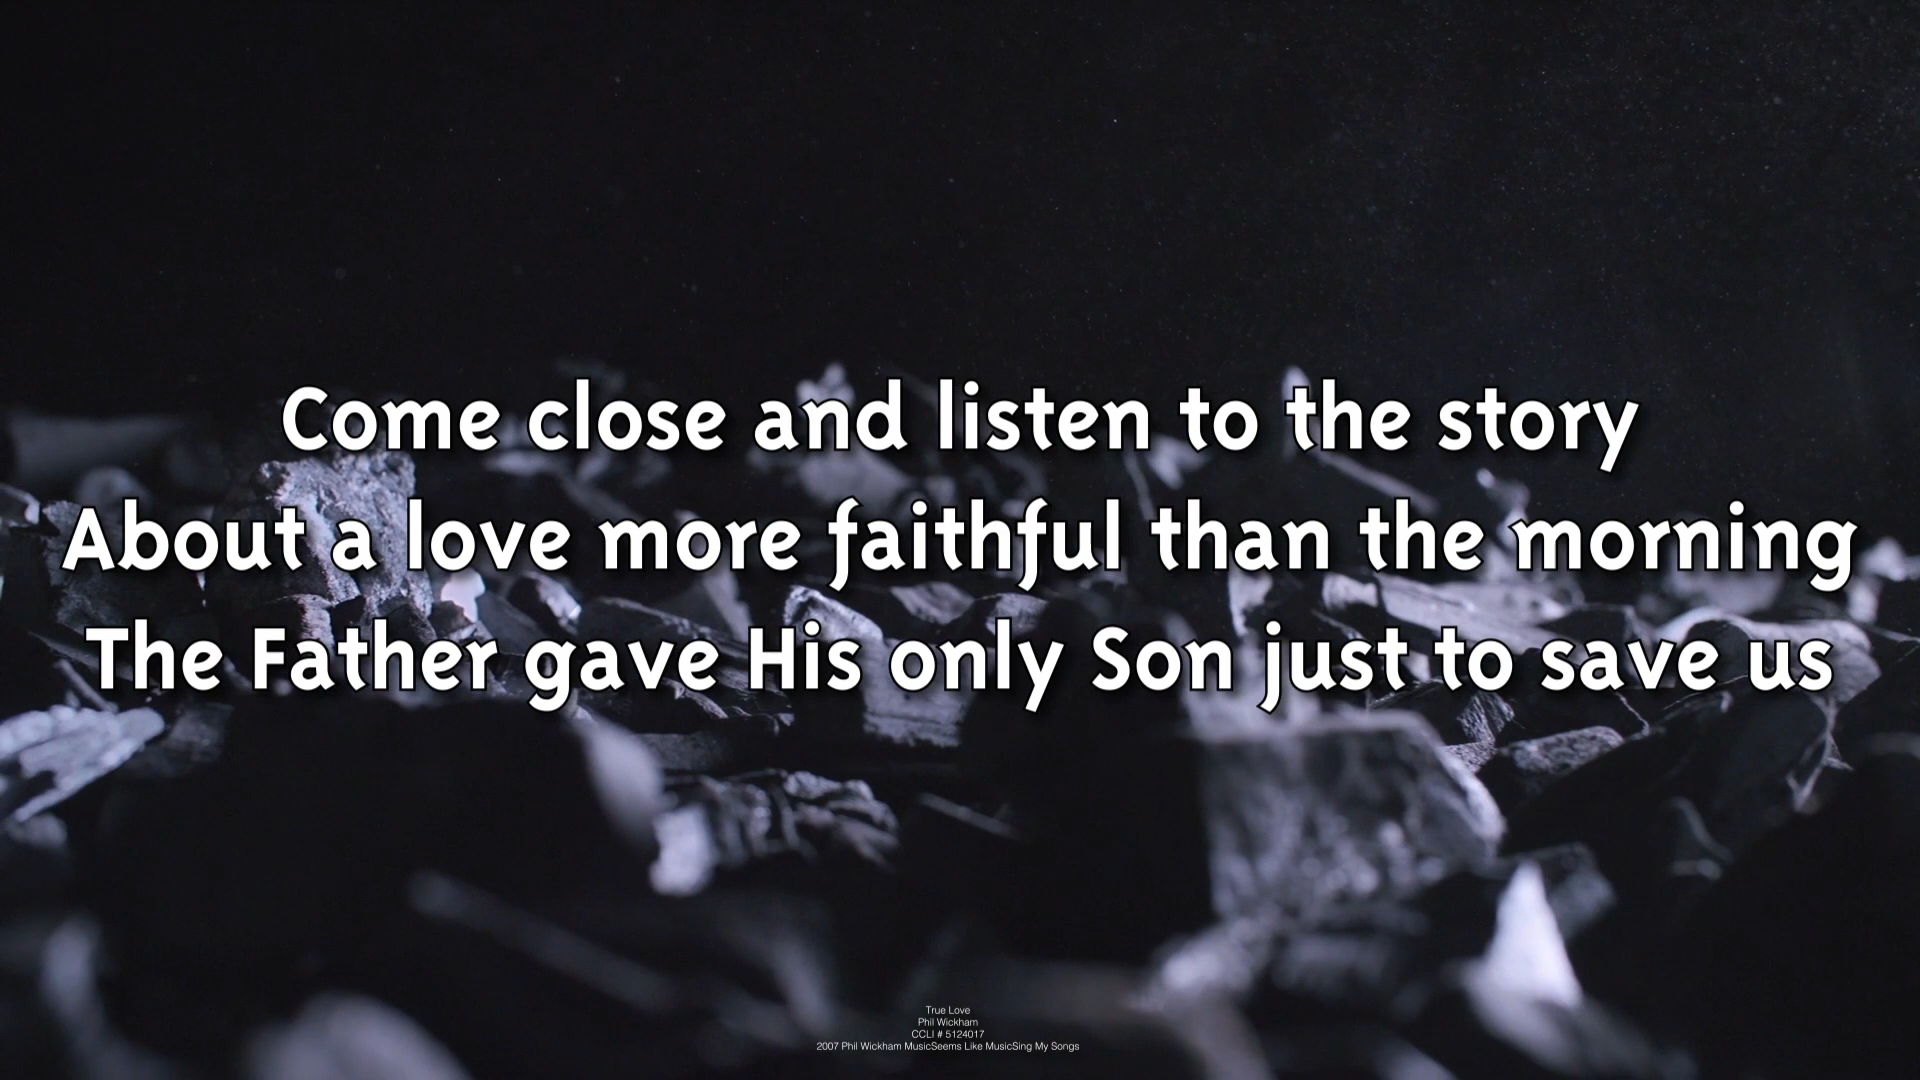 Come close and listen to the story
About a love more faithful than the morning
The Father gave His only Son just to save us
True Love
Phil Wickham
CCLI # 5124017
2007 Phil Wickham MusicSeems Like MusicSing My Songs